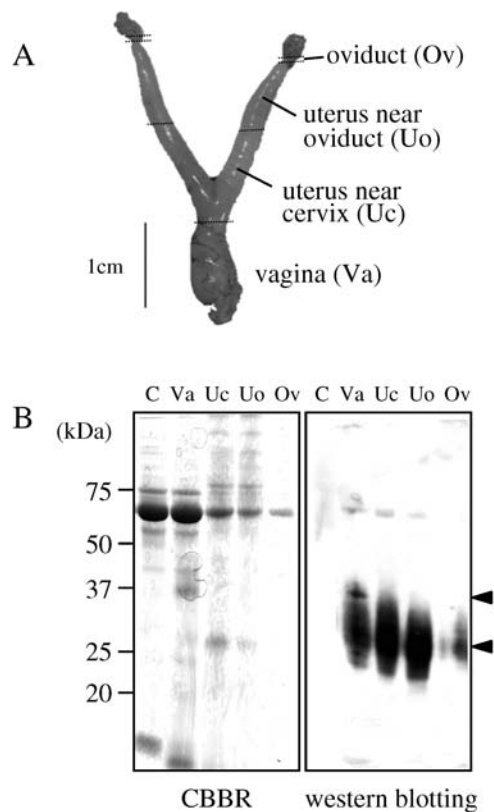 A
oviduct (Ov)
uterus near
oviduct (Uo)
uterus near
cervix (Uc)
1cm
vagina (Va)
B
(kDa)
C Va Uc Uo Ov
C Va Uc Uo Ov
75
50
37
25
20
CBBR
western blotting